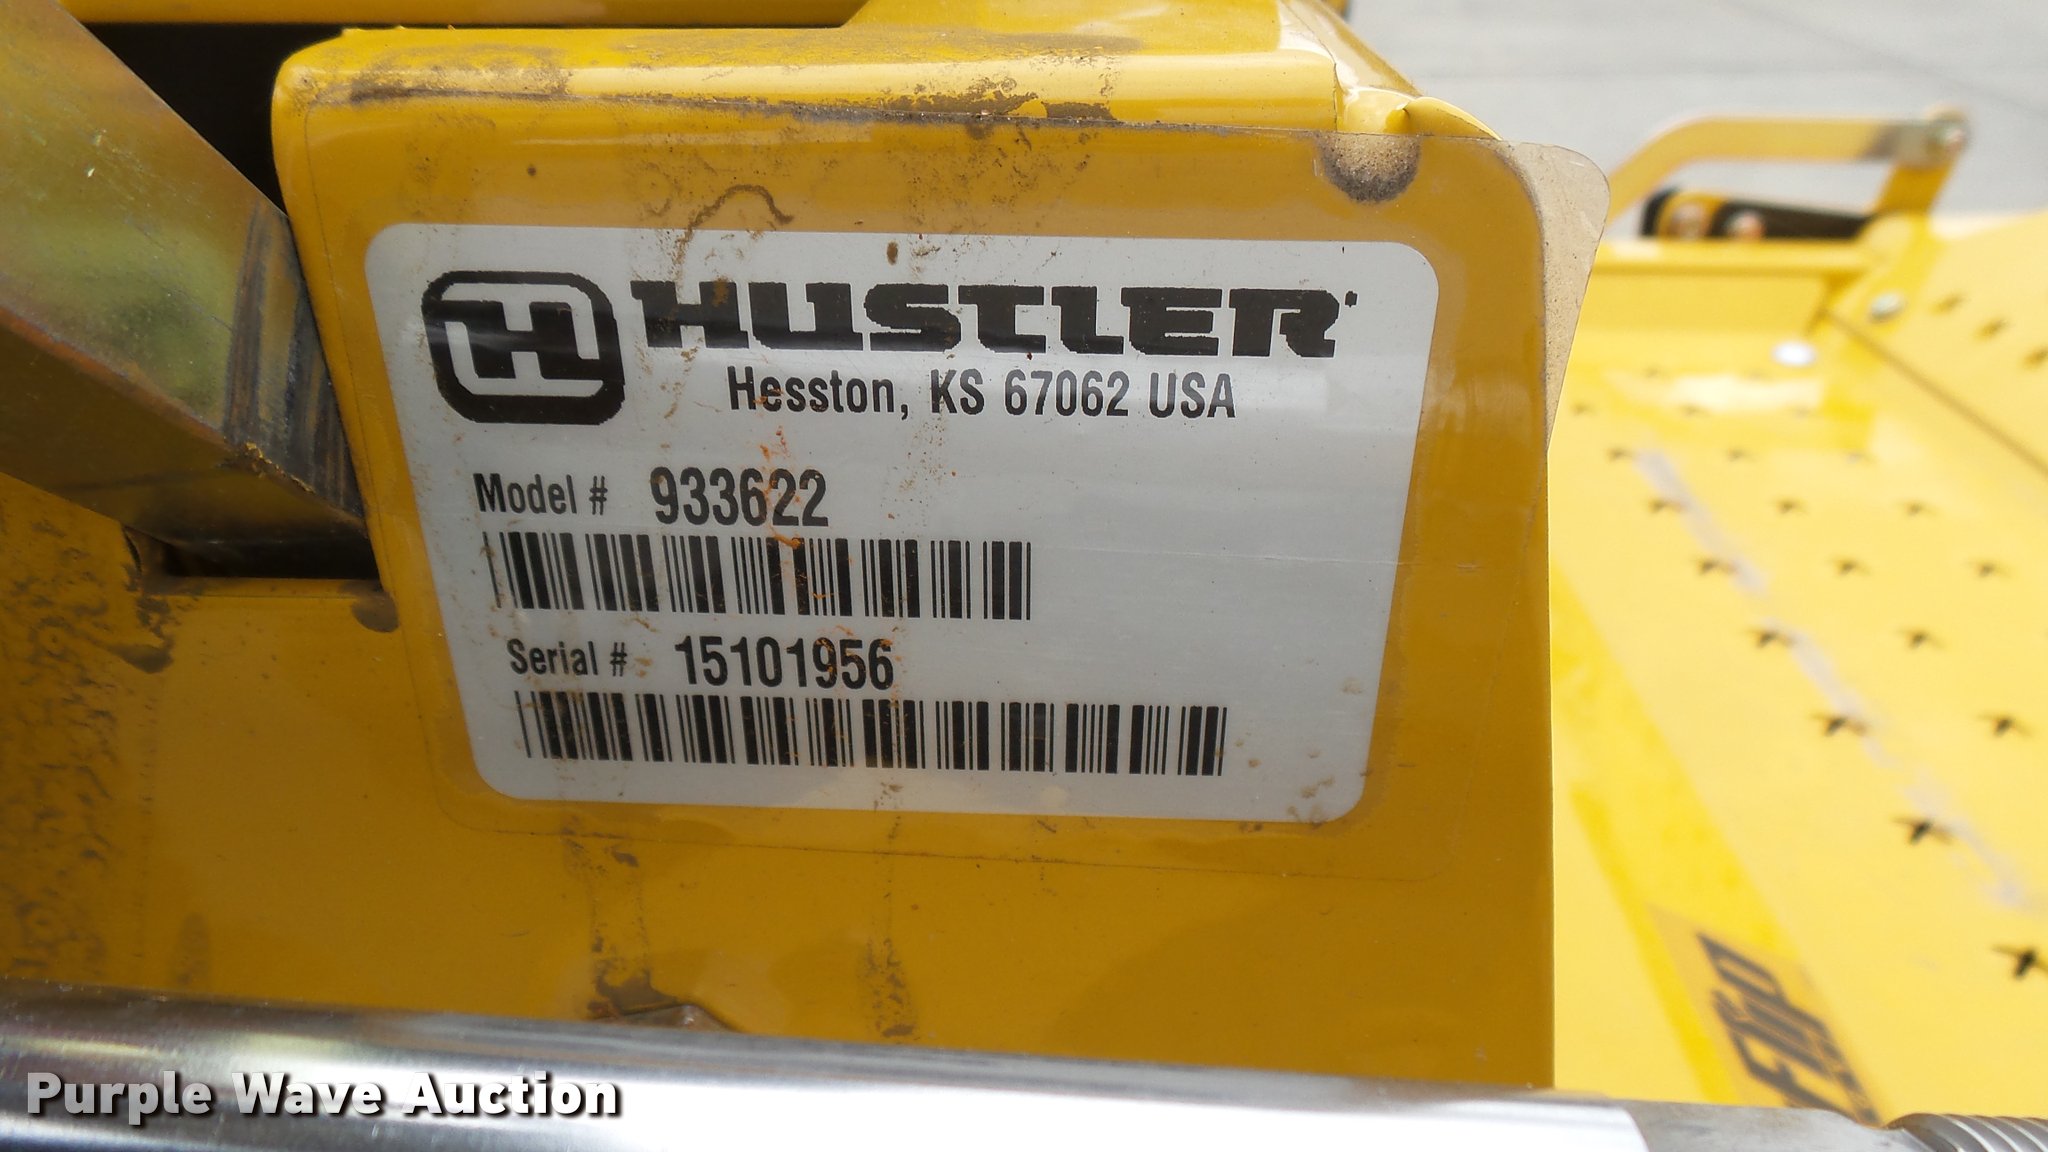 H HUSTLER
Hesston, KS 67062 USA
Model # 933622
Serial # 15101956
Purple Wave Auction